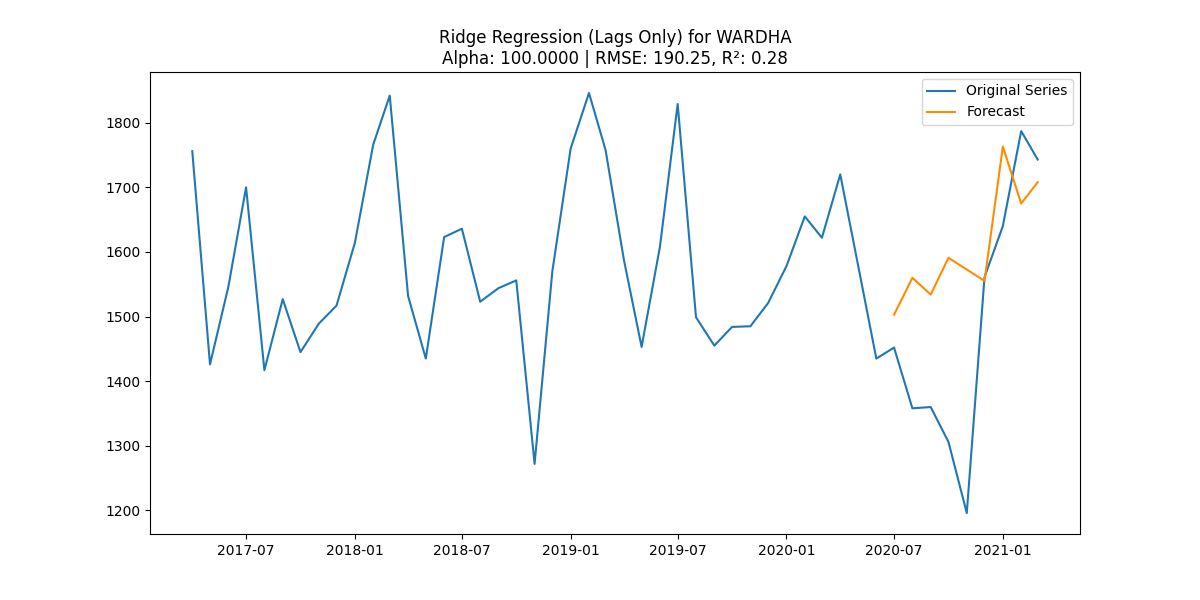 Ridge Regression (Lags Only) for WARDHA
Alpha: 100.0000 | RMSE: 190.25, R²: 0.28
Original Series
Forecast
1800
1700
1600
1500
1400
1300
1200
2017-07 2018-01 2018-07 2019-01 2019-07 2020-01 2020-07 2021-01